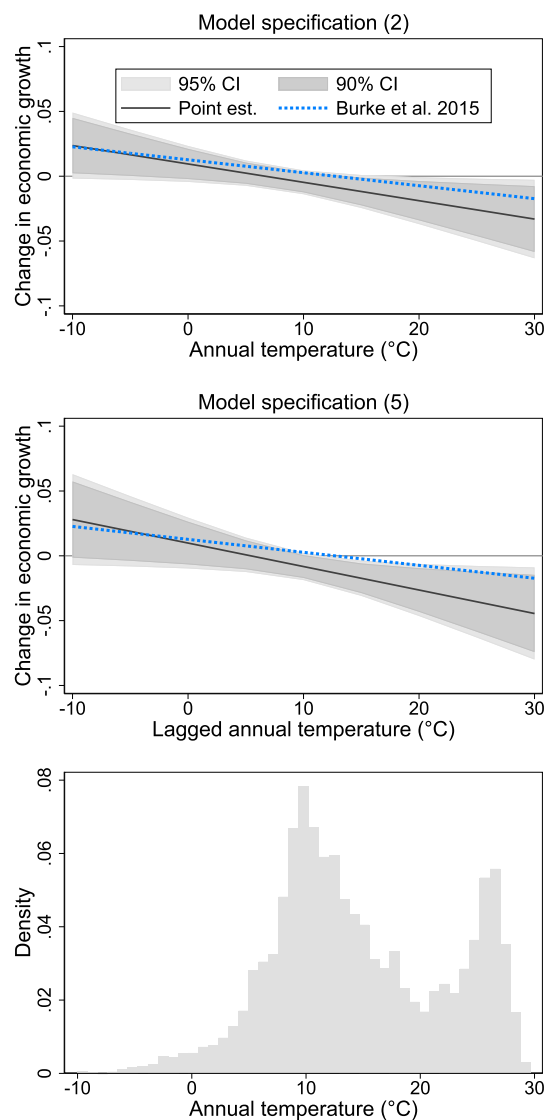 Model specification (2)
Change in economic growth
.1
.05
0
-.05
-.1
95% CI
90% CI
Point est.
Burke et al. 2015
-10 0 10 20 30
Annual temperature (°C)
Model specification (5)
Change in economic growth
.1
.05
0
-.05
-.1
-10 0 10 20 30
Lagged annual temperature (°C)
Density
.08
.06
.04
.02
0
-10 0 10 20 30
Annual temperature (°C)